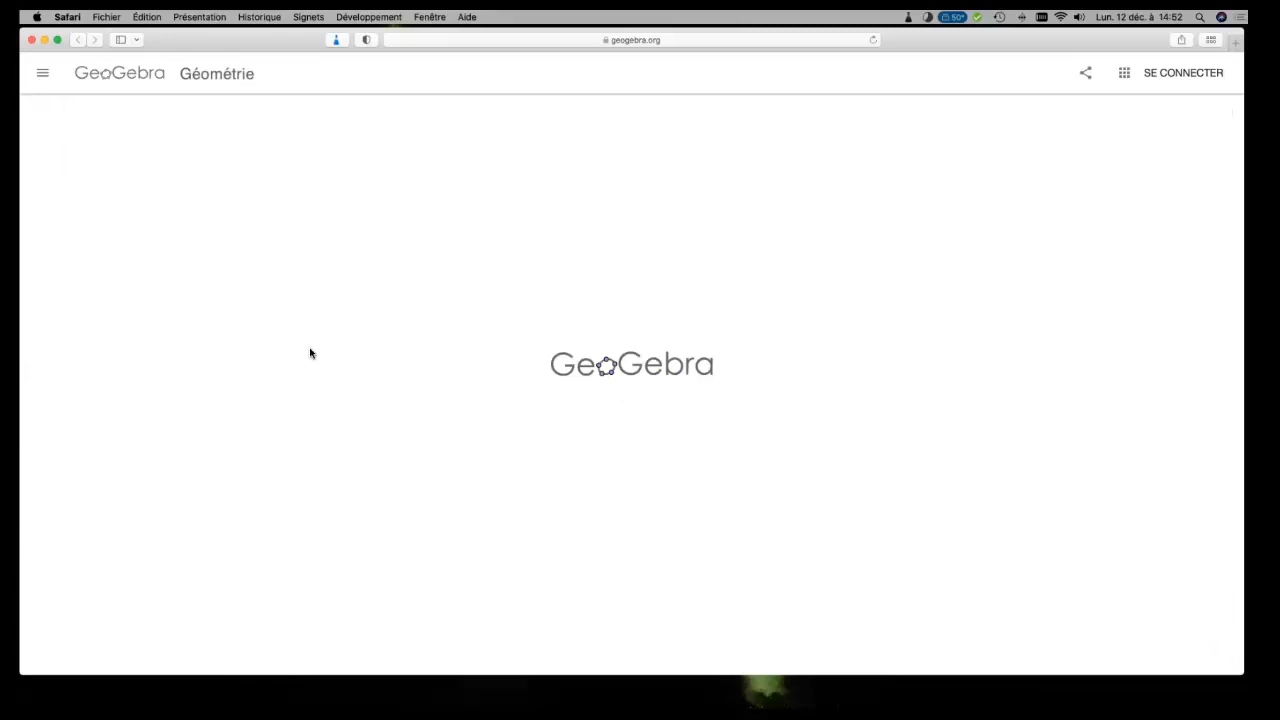 Safari Fichier Édition Présentation Historique Signets Développement Fenêtre Aide 50° Lun. 12 déc. à 14:52
geogebra.org
GeoGebra Géométrie SE CONNECTER
GeoGebra